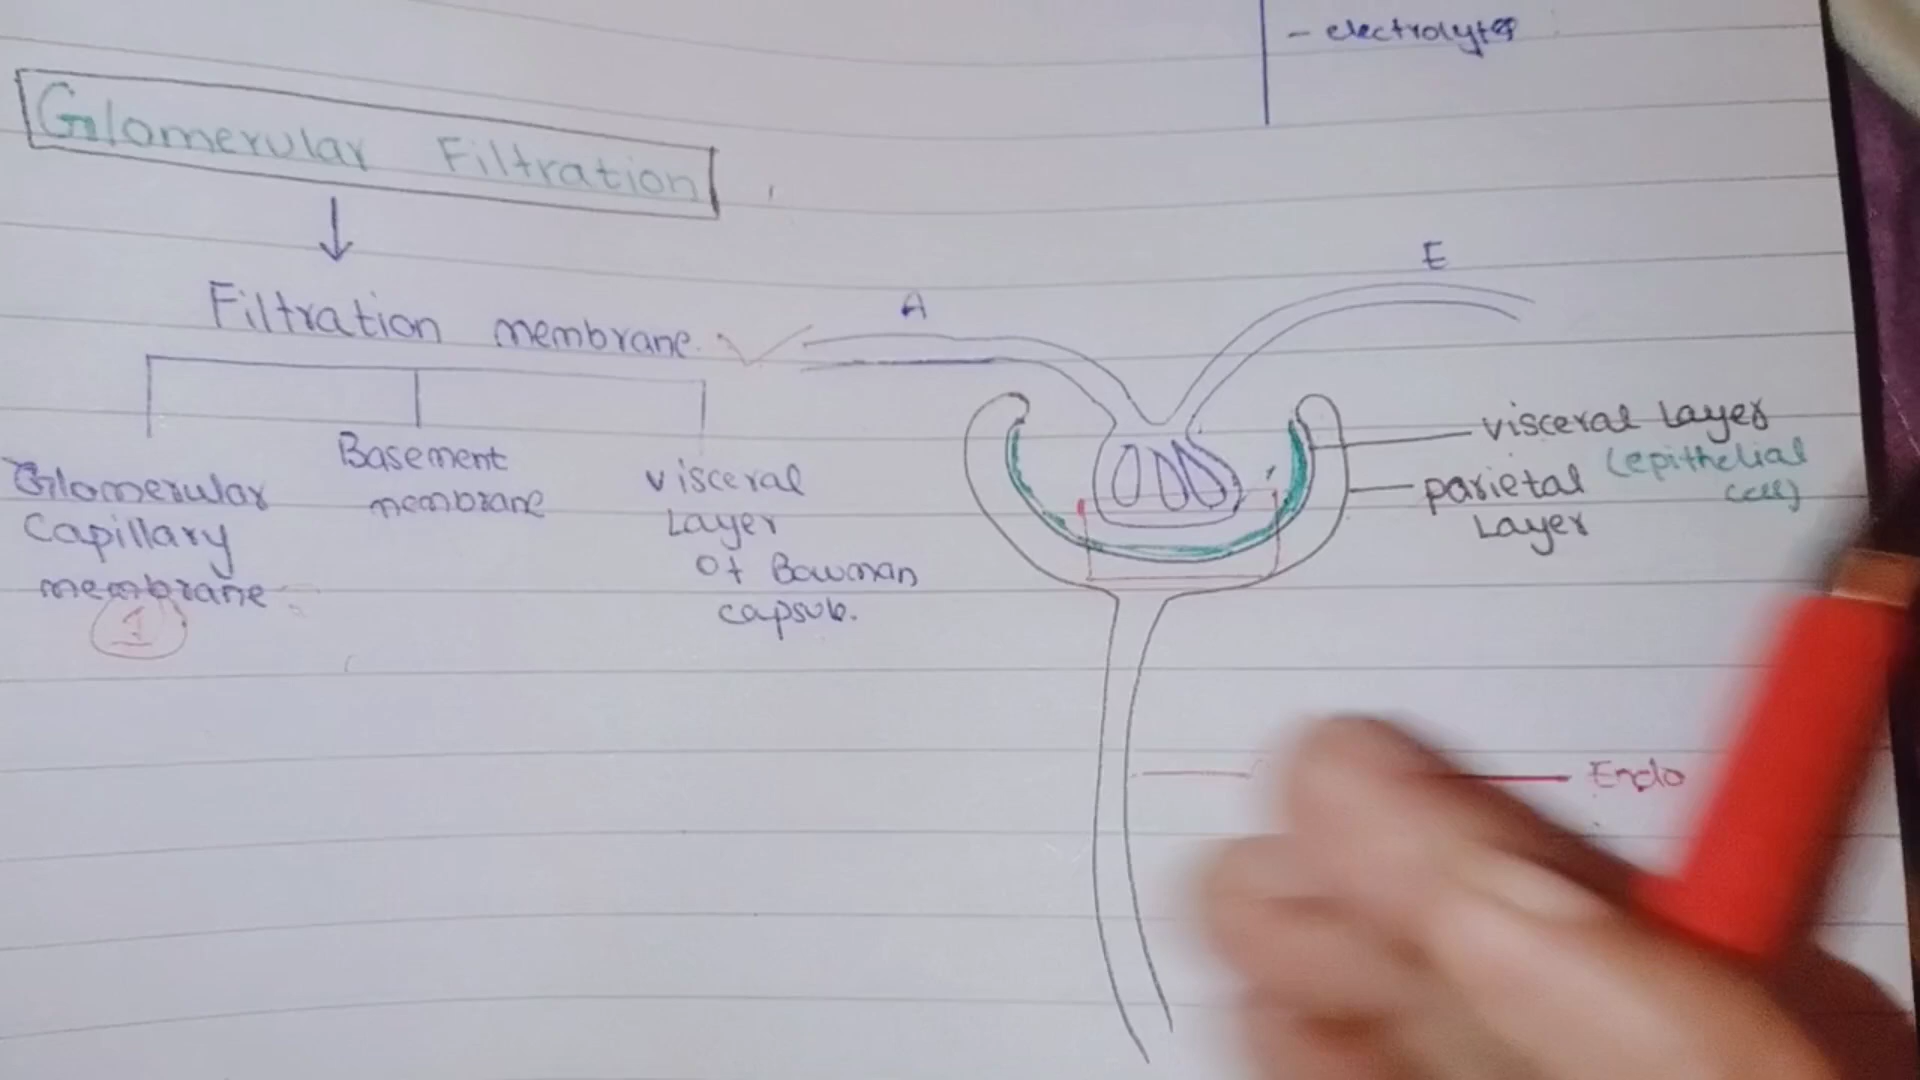 - electrolytes
Glomerular Filtration
Filtration membrane
A
E
Glomerular
Capillary
membrane
1
Basement
membrane
visceral
Layer
Of Bowman
capsule.
visceral Layer
(epithelial
cell)
parietal
Layer
Endo